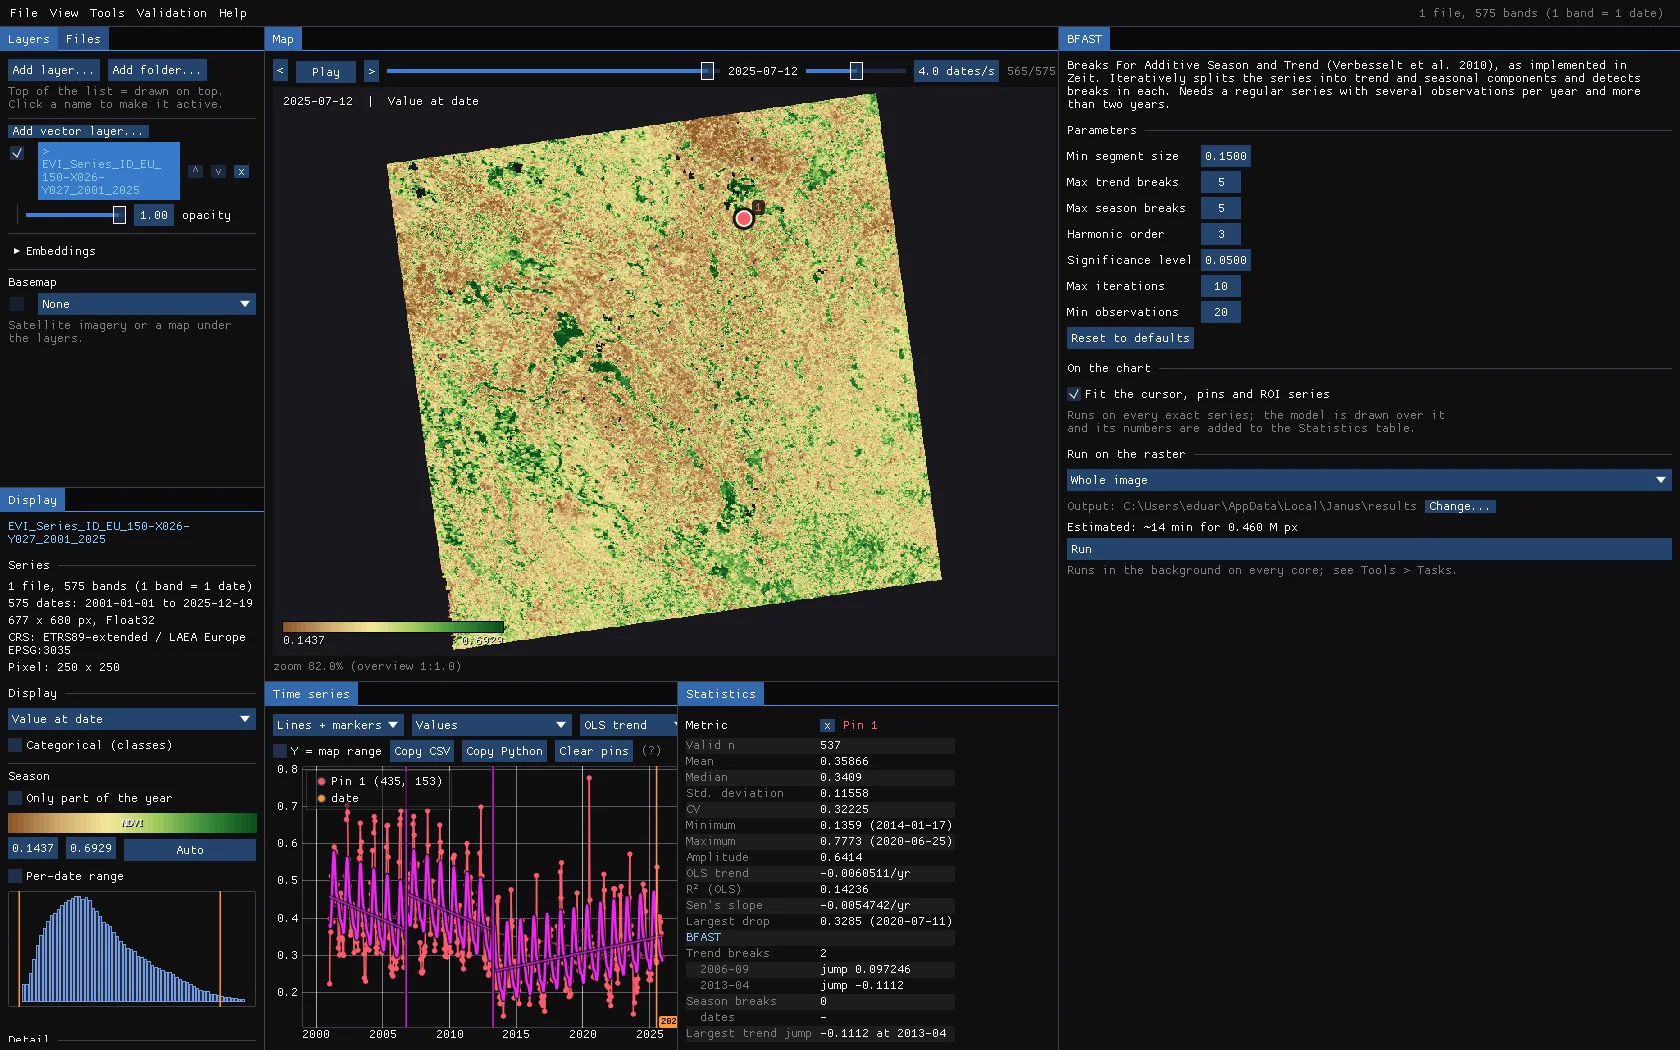 File View Tools Validation Help
1 file, 575 bands (1 band = 1 date)
Layers Files
Add layer... Add folder...
Top of the list = drawn on top.
Click a name to make it active.
Add vector layer...
>
EVI_Series_ID_EU_
150-X026-
Y027_2001_2025
^ v x
1.00 opacity
Embeddings
Basemap
None
Satellite imagery or a map under
the layers.
Display
EVI_Series_ID_EU_150-X026-
Y027_2001_2025
Series
1 file, 575 bands (1 band = 1 date)
575 dates: 2001-01-01 to 2025-12-19
677 x 680 px, Float32
CRS: ETRS89-extended / LAEA Europe
EPSG:3035
Pixel: 250 x 250
Display
Value at date
Categorical (classes)
Season
Only part of the year
NDVI
0.1437 0.6929 Auto
Per-date range
Detail
Map
< Play > 2025-07-12 4.0 dates/s 565/575
2025-07-12 | Value at date
1
0.1437 0.6929
zoom 82.0% (overview 1:1.0)
Time series
Lines + markers Values OLS trend
Y = map range Copy CSV Copy Python Clear pins (?)
Pin 1 (435, 153)
date
0.8
0.7
0.6
0.5
0.4
0.3
0.2
2000 2005 2010 2015 2020 2025
202
Statistics
Metric x Pin 1
Valid n 537
Mean 0.35866
Median 0.3409
Std. deviation 0.11558
CV 0.32225
Minimum 0.1359 (2014-01-17)
Maximum 0.7773 (2020-06-25)
Amplitude 0.6414
OLS trend -0.0060511/yr
R² (OLS) 0.14236
Sen's slope -0.0054742/yr
Largest drop 0.3285 (2020-07-11)
BFAST
Trend breaks 2
2006-09 jump 0.097246
2013-04 jump -0.1112
Season breaks 0
dates -
Largest trend jump -0.1112 at 2013-04
BFAST
Breaks For Additive Season and Trend (Verbesselt et al. 2010), as implemented in
Zeit. Iteratively splits the series into trend and seasonal components and detects
breaks in each. Needs a regular series with several observations per year and more
than two years.
Parameters
Min segment size 0.1500
Max trend breaks 5
Max season breaks 5
Harmonic order 3
Significance level 0.0500
Max iterations 10
Min observations 20
Reset to defaults
On the chart
Fit the cursor, pins and ROI series
Runs on every exact series; the model is drawn over it
and its numbers are added to the Statistics table.
Run on the raster
Whole image
Output: C:\Users\eduar\AppData\Local\Janus\results Change...
Estimated: ~14 min for 0.460 M px
Run
Runs in the background on every core; see Tools > Tasks.